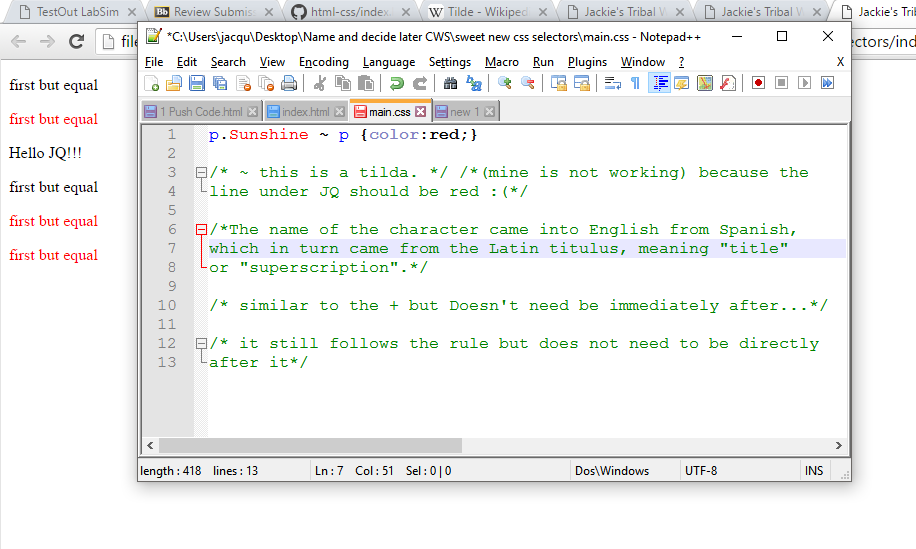 TestOut LabSim
Review Submiss
html-css/index.
Tilde - Wikiped
Jackie's Tribal W
Jackie's Tribal W
Jackie's Tri
file
ectors/ind
*C:\Users\jacqu\Desktop\Name and decide later CWS\sweet new css selectors\main.css - Notepad++
File Edit Search View Encoding Language Settings Macro Run Plugins Window ? X
1 Push Code.html index.html main.css new 1
1 p.Sunshine ~ p {color:red;}
2
3 /* ~ this is a tilda. */ /*(mine is not working) because the
4 line under JQ should be red :(*/
5
6 /*The name of the character came into English from Spanish,
7 which in turn came from the Latin titulus, meaning "title"
8 or "superscription".*/
9
10 /* similar to the + but Doesn't need be immediately after...*/
11
12 /* it still follows the rule but does not need to be directly
13 after it*/
length : 418 lines : 13 Ln : 7 Col : 51 Sel : 0 | 0 Dos\Windows UTF-8 INS
first but equal
first but equal
Hello JQ!!!
first but equal
first but equal
first but equal